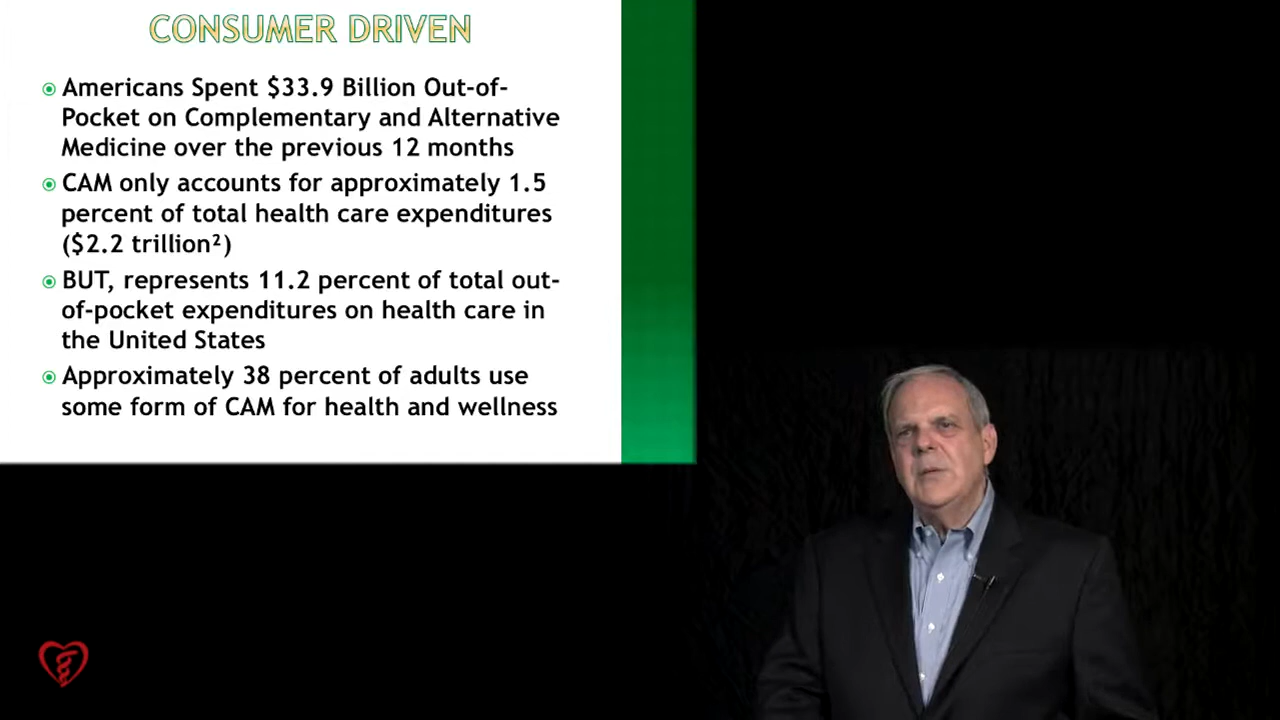 CONSUMER DRIVEN
Americans Spent $33.9 Billion Out-of-
Pocket on Complementary and Alternative
Medicine over the previous 12 months
CAM only accounts for approximately 1.5
percent of total health care expenditures
($2.2 trillion²)
BUT, represents 11.2 percent of total out-
of-pocket expenditures on health care in
the United States
Approximately 38 percent of adults use
some form of CAM for health and wellness